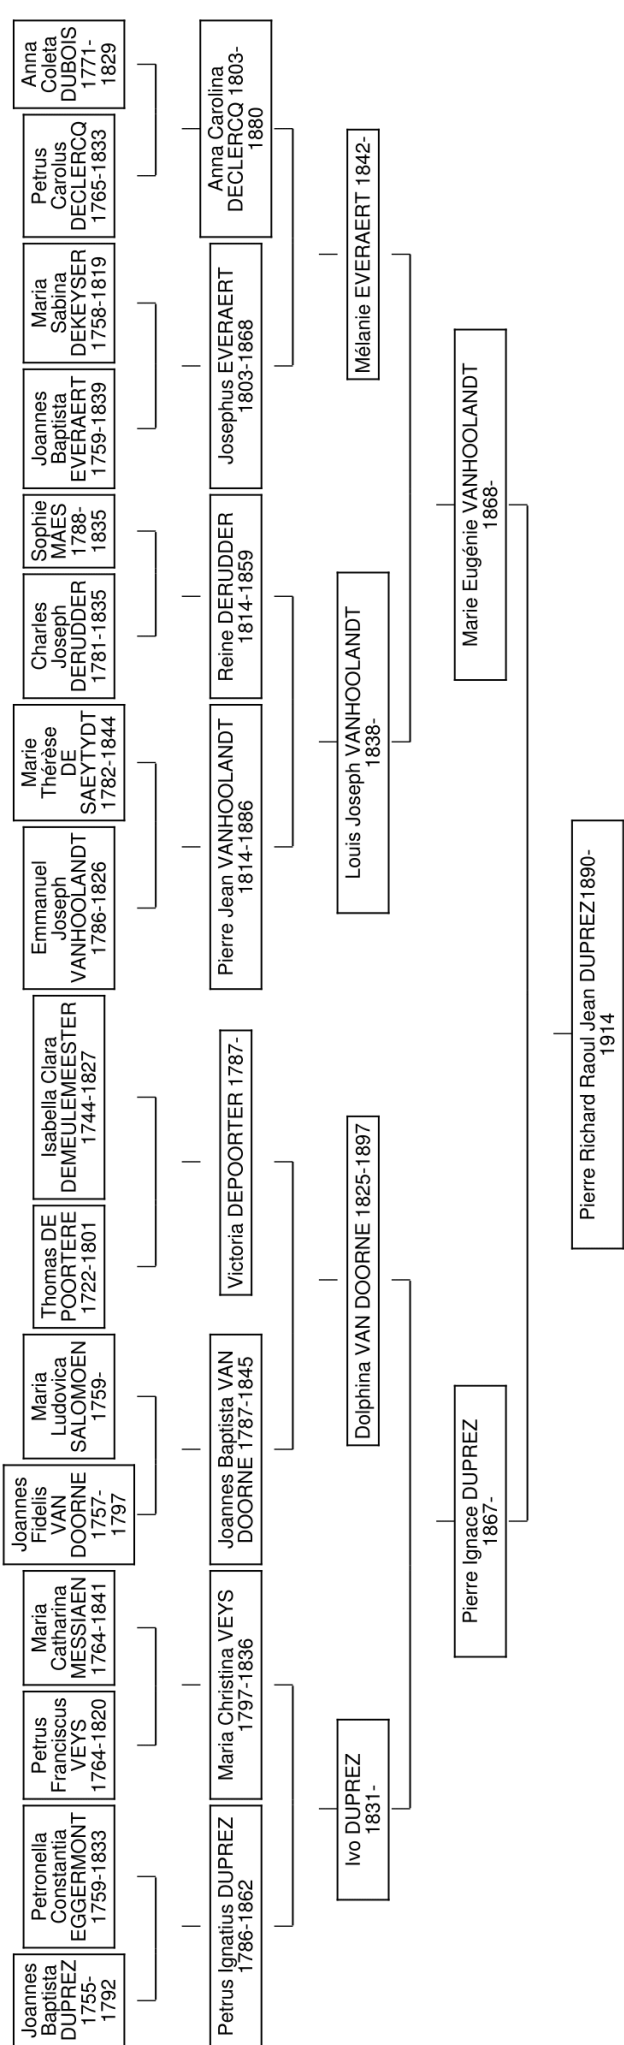 Joannes
Baptista
DUPREZ
1755-
1792
Petronella
Constantia
EGGERMONT
1759-1833
Petrus
Franciscus
VEYS
1764-1820
Maria
Catharina
MESSIAEN
1764-1841
Joannes
Fidelis
VAN
DOORNE
1757-
1797
Maria
Ludovica
SALOMOEN
1759-
Thomas DE
POORTERE
1722-1801
Isabella Clara
DEMEULEMEESTER
1744-1827
Emmanuel
Joseph
VANHOOLANDT
1786-1826
Marie
Thérèse
DE
SAEYTYDT
1782-1844
Charles
Joseph
DERUDDER
1781-1835
Sophie
MAES
1788-
1835
Joannes
Baptista
EVERAERT
1759-1839
Maria
Sabina
DEKEYSER
1758-1819
Petrus
Carolus
DECLERCQ
1765-1833
Anna
Coleta
DUBOIS
1771-
1829
Petrus Ignatius DUPREZ
1786-1862
Maria Christina VEYS
1797-1836
Joannes Baptista VAN
DOORNE 1787-1845
Victoria DEPOORTER 1787-
Pierre Jean VANHOOLANDT
1814-1886
Reine DERUDDER
1814-1859
Josephus EVERAERT
1803-1868
Anna Carolina
DECLERCQ 1803-
1880
Ivo DUPREZ
1831-
Dolphina VAN DOORNE 1825-1897
Louis Joseph VANHOOLANDT
1838-
Mélanie EVERAERT 1842-
Pierre Ignace DUPREZ
1867-
Marie Eugénie VANHOOLANDT
1868-
Pierre Richard Raoul Jean DUPREZ1890-
1914